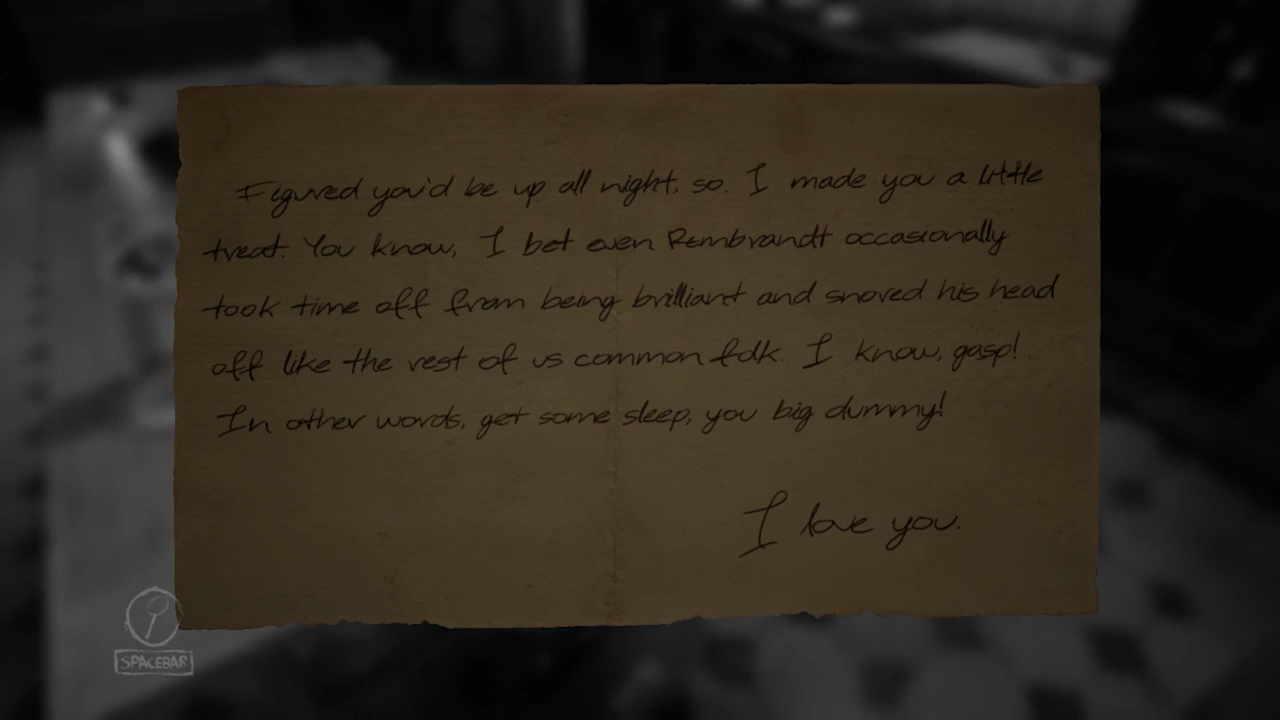 Figured you'd be up all night, so. I made you a little
treat. You know, I bet even Rembrandt occasionally
took time off from being brilliant and snored his head
off like the rest of us common folk. I know, gasp!
In other words, get some sleep, you big dummy!
I love you.
SPACEBAR